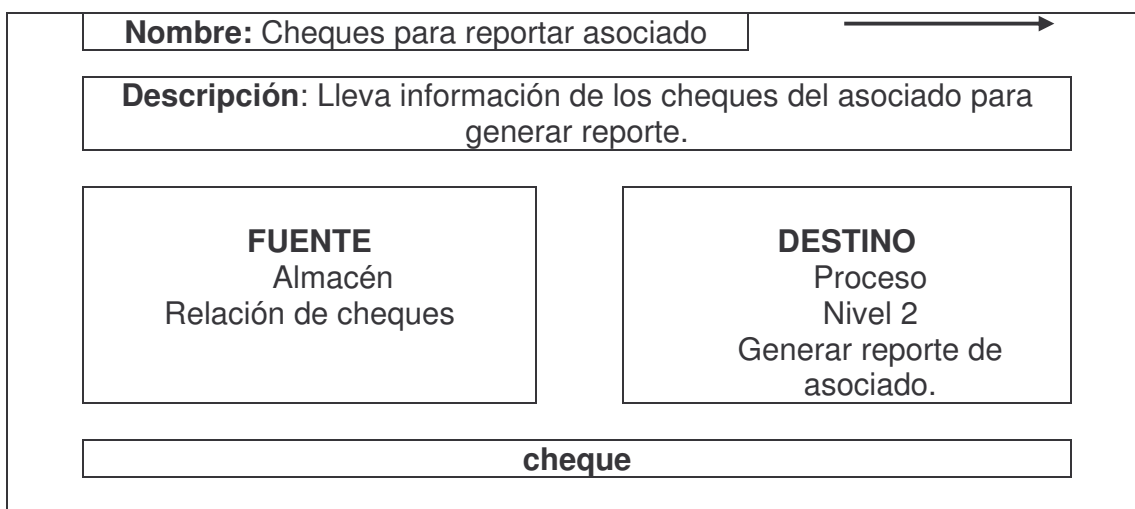 Nombre: Cheques para reportar asociado
Descripción: Lleva información de los cheques del asociado para
generar reporte.
FUENTE
Almacén
Relación de cheques
DESTINO
Proceso
Nivel 2
Generar reporte de
asociado.
cheque